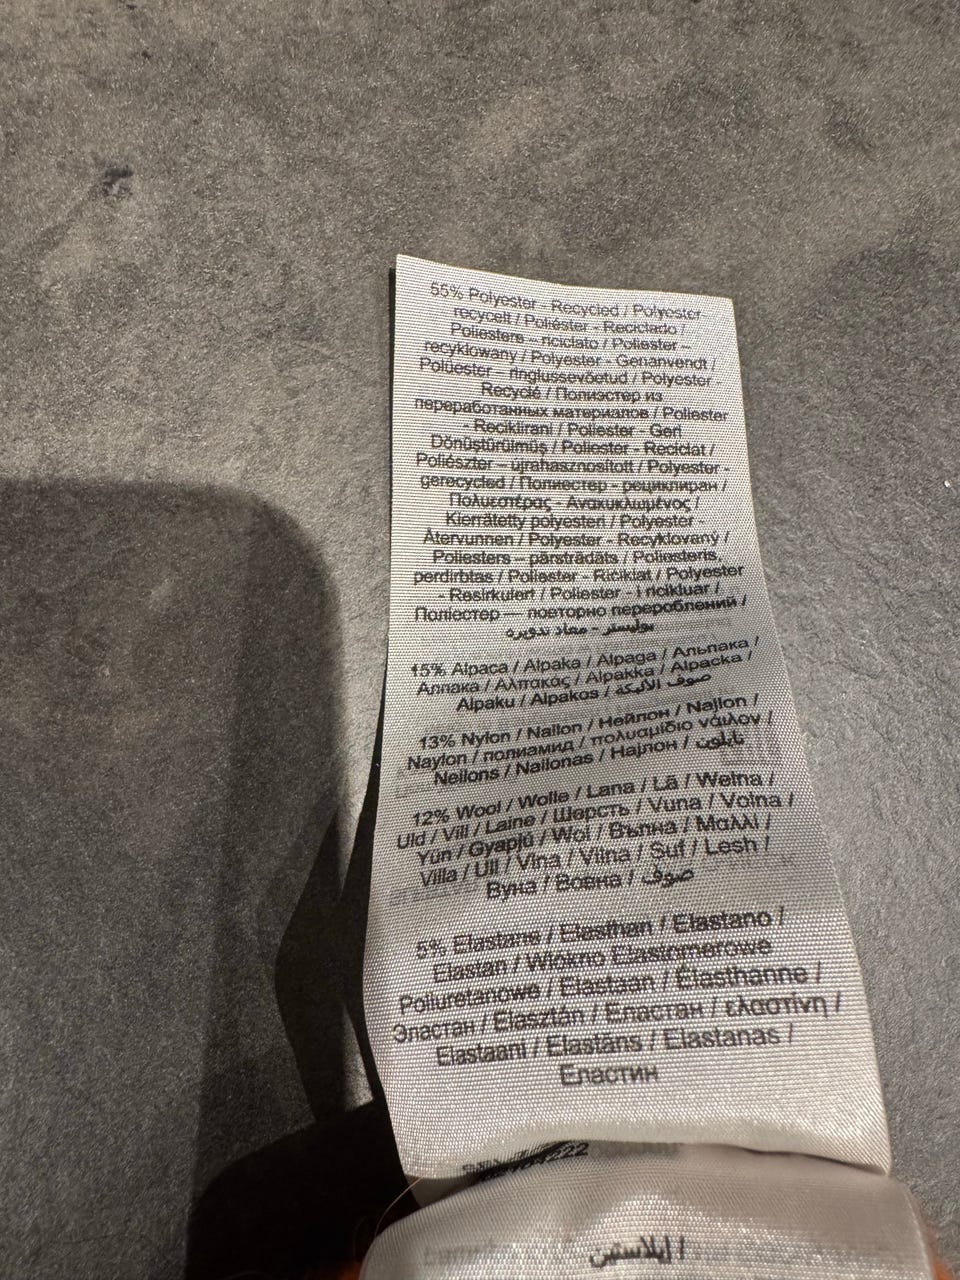 55% Polyester - Recycled / Polyester
recycelt / Poliéster - Reciclado /
Poliestere – riciclato / Poliester –
recyklowany / Polyester - Genanvendt /
Polüester - ringlussevõetud / Polyester -
Recyclé / Полиэстер из
переработанных материалов / Poliester
- Reciklirani / Poliester - Geri
Dönüştürülmüş / Poliester - Reciclat /
Poliészter – újrahasznosított / Polyester -
gerecycled / Полиестер - рециклиран /
Πολυεστέρας - Ανακυκλωμένος /
Kierrätetty polyesteri / Polyester -
Återvunnen / Polyester - Recyklovaný /
Poliesters – pārstrādāts / Poliesteris,
perdirbtas / Poliester - Riciklat / Polyester
- Resirkulert / Poliester - I ricikluar /
Поліестер — повторно перероблений /
بوليستر - معاد تدويره
15% Alpaca / Alpaka / Alpaga / Альпака /
Алпака / Αλπακάς / Alpakka / Alpacka /
Alpaku / Alpakos / صوف الألبكة
13% Nylon / Nailon / Нейлон / Najlon /
Naylon / полиамид / πολυαμίδιο νάιλον /
Neilons / Nailonas / Најлон / نايلون
12% Wool / Wolle / Lana / Lã / Wełna /
Uld / Vill / Laine / Шерсть / Vuna / Volna /
Yün / Gyapjú / Wol / Вълна / Μαλλί /
Villa / Ull / Vlna / Vilna / Suf / Lesh /
Вуна / Вовна / صوف
5% Elastane / Elasthan / Elastano /
Elastan / Włókno Elastomerowe
Poliuretanowe / Elastaan / Élasthanne /
Эластан / Elasztán / Еластан / ελαστίνη /
Elastaani / Elastāns / Elastanas /
Еластин
222
/ إيلاستين